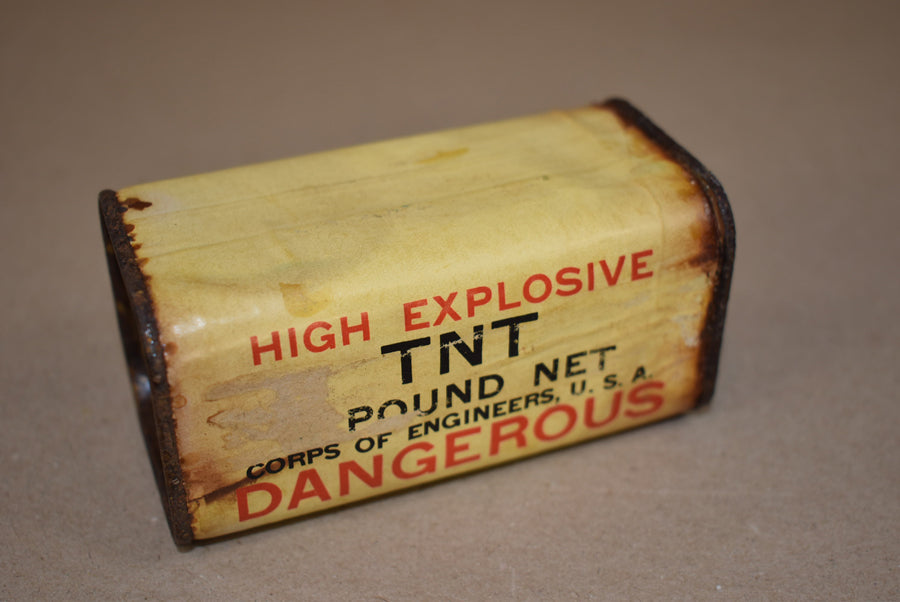 HIGH EXPLOSIVE
TNT
POUND NET
CORPS OF ENGINEERS, U. S. A.
DANGEROUS